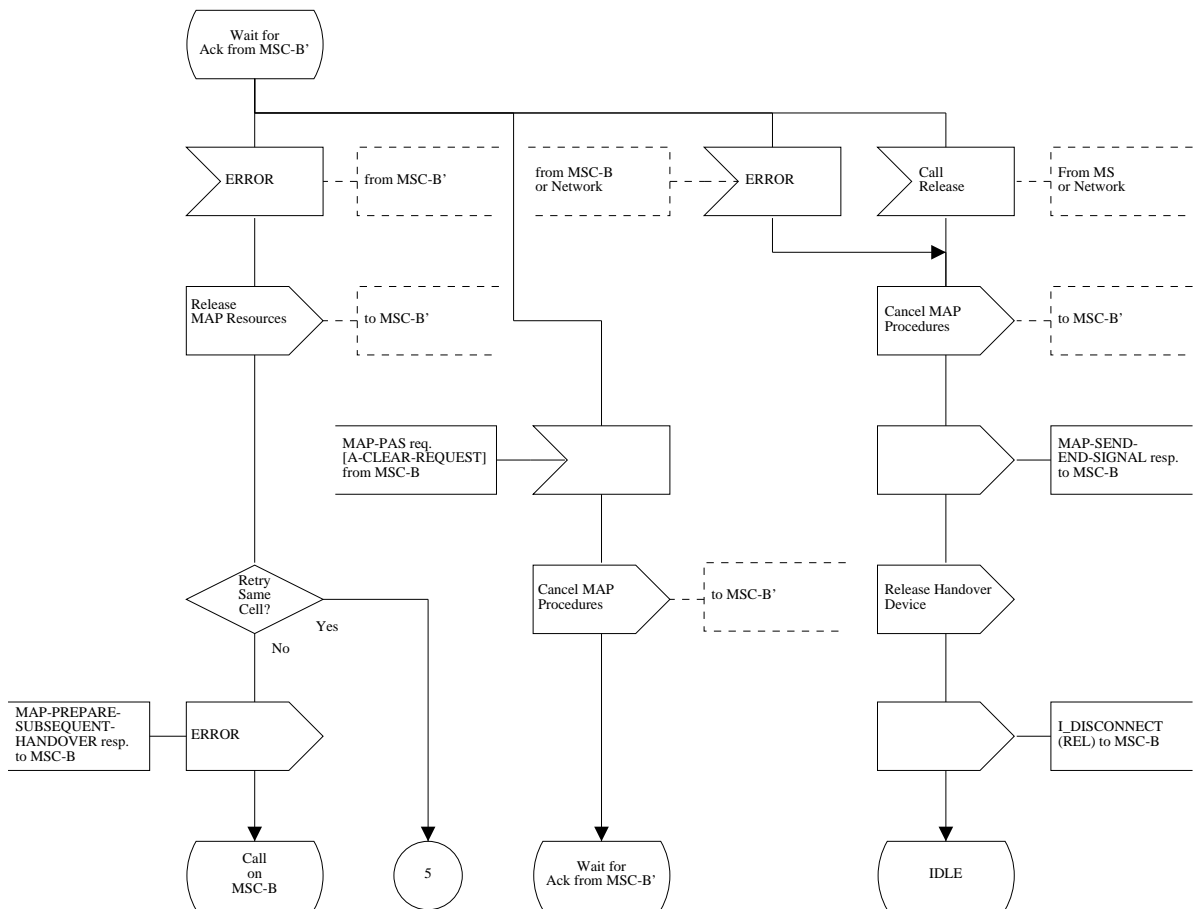 Wait for
Ack from MSC-B’
ERROR
from MSC-B’
from MSC-B
or Network
ERROR
Call
Release
From MS
or Network
Release
MAP Resources
to MSC-B’
Cancel MAP
Procedures
to MSC-B’
MAP-PAS req.
[A-CLEAR-REQUEST]
from MSC-B
MAP-SEND-
END-SIGNAL resp.
to MSC-B
Retry
Same
Cell?
Yes
No
Cancel MAP
Procedures
to MSC-B’
Release Handover
Device
MAP-PREPARE-
SUBSEQUENT-
HANDOVER resp.
to MSC-B
ERROR
I_DISCONNECT
(REL) to MSC-B
Call
on
MSC-B
5
Wait for
Ack from MSC-B’
IDLE